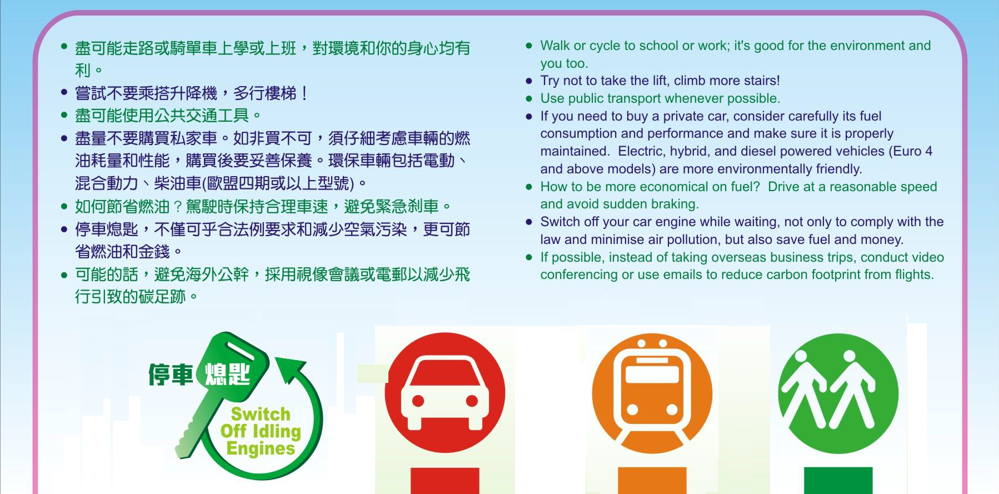 • 盡可能走路或騎單車上學或上班，對環境和你的身心均有
利。
• 嘗試不要乘搭升降機，多行樓梯！
• 盡可能使用公共交通工具。
• 盡量不要購買私家車。如非買不可，須仔細考慮車輛的燃
油耗量和性能，購買後要妥善保養。環保車輛包括電動、
混合動力、柴油車(歐盟四期或以上型號)。
• 如何節省燃油？駕駛時保持合理車速，避免緊急剎車。
• 停車熄匙，不僅可乎合法例要求和減少空氣污染，更可節
省燃油和金錢。
• 可能的話，避免海外公幹，採用視像會議或電郵以減少飛
行引致的碳足跡。
• Walk or cycle to school or work; it's good for the environment and
you too.
• Try not to take the lift, climb more stairs!
• Use public transport whenever possible.
• If you need to buy a private car, consider carefully its fuel
consumption and performance and make sure it is properly
maintained.  Electric, hybrid, and diesel powered vehicles (Euro 4
and above models) are more environmentally friendly.
• How to be more economical on fuel?  Drive at a reasonable speed
and avoid sudden braking.
• Switch off your car engine while waiting, not only to comply with the
law and minimise air pollution, but also save fuel and money.
• If possible, instead of taking overseas business trips, conduct video
conferencing or use emails to reduce carbon footprint from flights.
停車熄匙
Switch
Off Idling
Engines